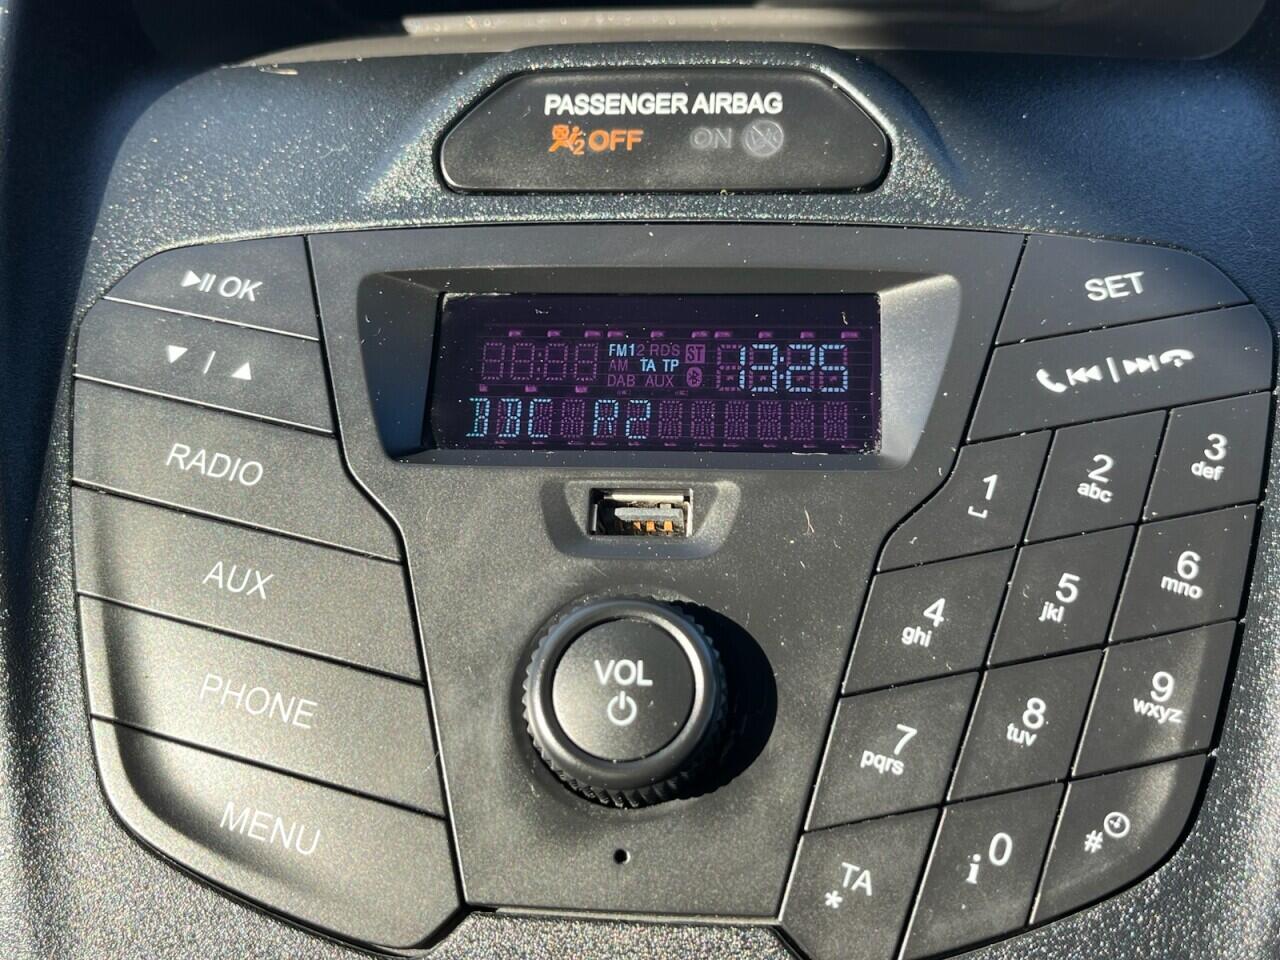 PASSENGER AIRBAG
2 OFF ON
OK
SET
FM12 RDS ST 13:25
AM TA TP
DAB AUX
BBC R2
RADIO
AUX
PHONE
MENU
VOL
1
2
abc
3
def
4
ghi
5
jkl
6
mno
7
pqrs
8
tuv
9
wxyz
TA
*
i 0
#